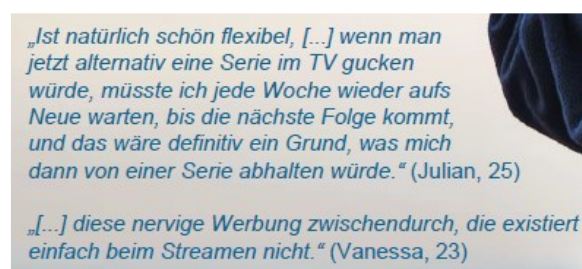 „Ist natürlich schön flexibel, [...] wenn man
jetzt alternativ eine Serie im TV gucken
würde, müsste ich jede Woche wieder aufs
Neue warten, bis die nächste Folge kommt,
und das wäre definitiv ein Grund, was mich
dann von einer Serie abhalten würde.“ (Julian, 25)
„[...] diese nervige Werbung zwischendurch, die existiert
einfach beim Streamen nicht.“ (Vanessa, 23)